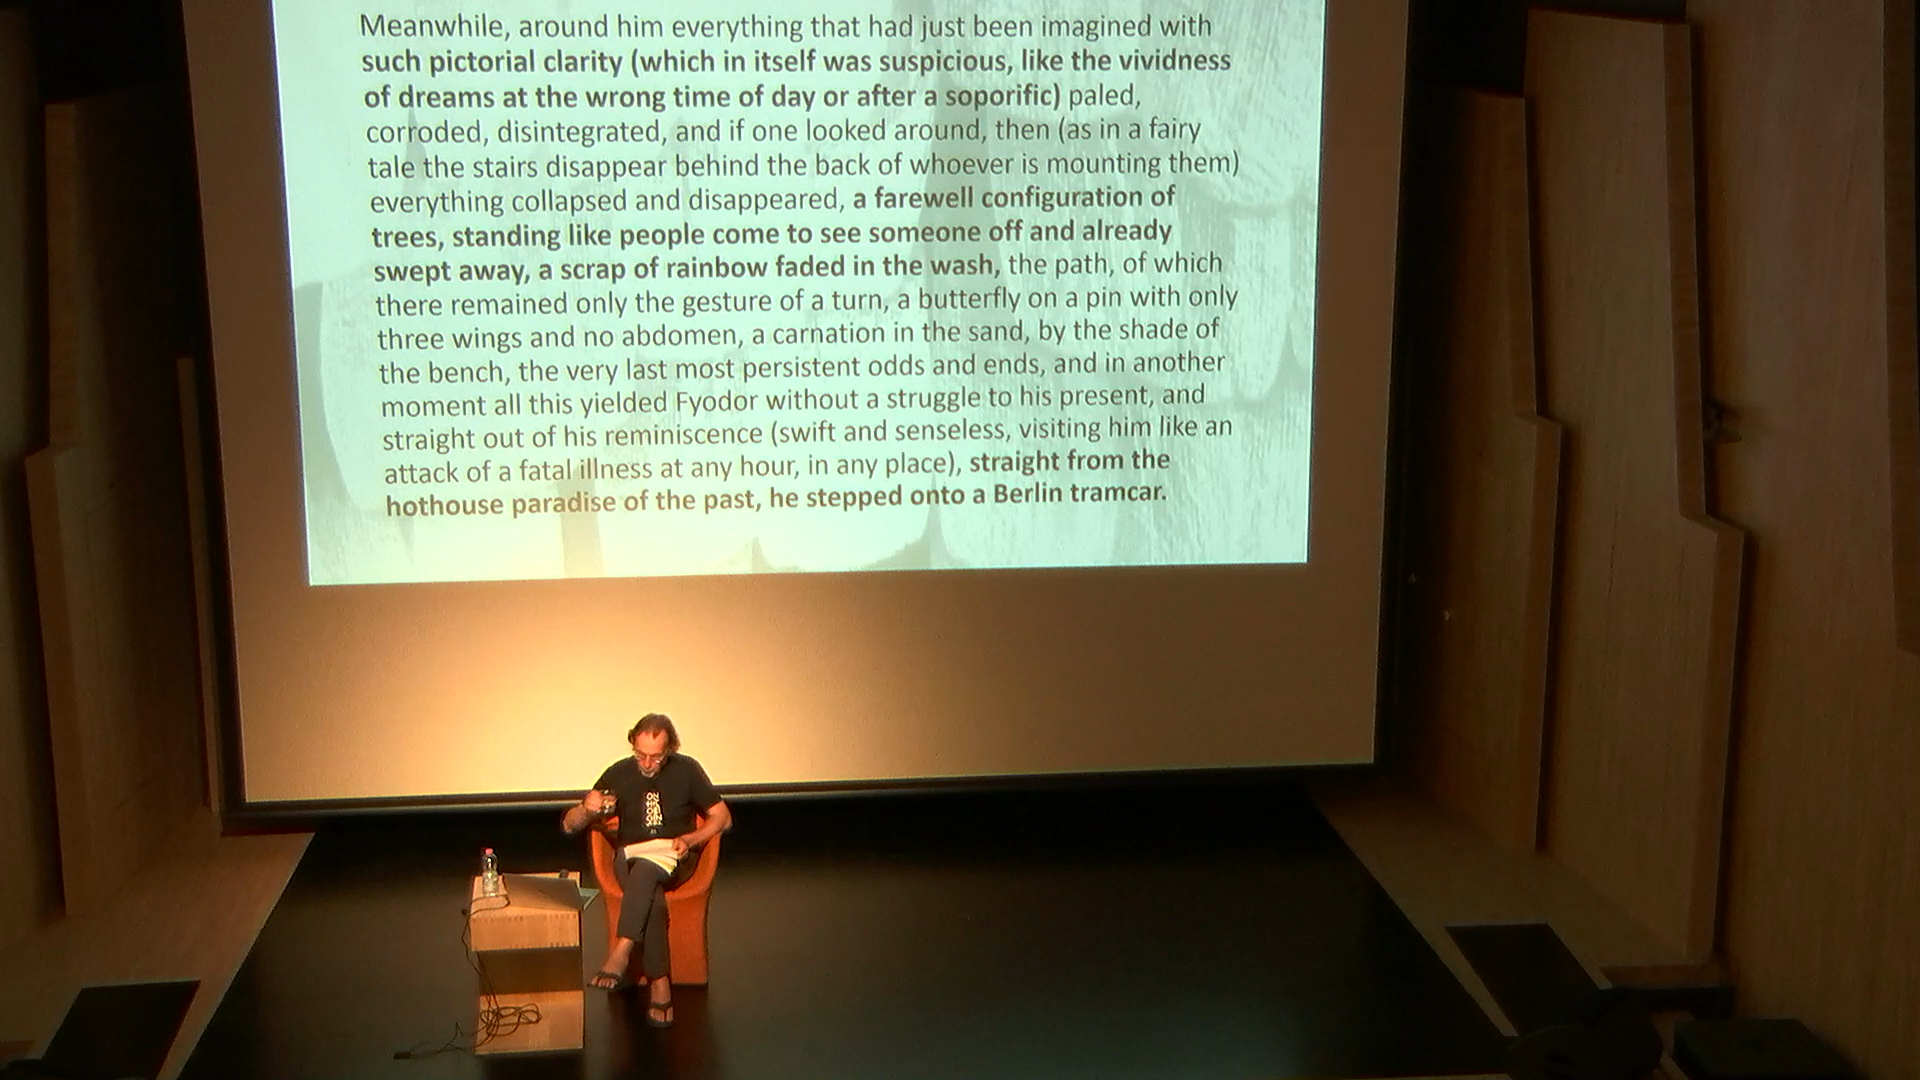 Meanwhile, around him everything that had just been imagined with
such pictorial clarity (which in itself was suspicious, like the vividness
of dreams at the wrong time of day or after a soporific) paled,
corroded, disintegrated, and if one looked around, then (as in a fairy
tale the stairs disappear behind the back of whoever is mounting them)
everything collapsed and disappeared, a farewell configuration of
trees, standing like people come to see someone off and already
swept away, a scrap of rainbow faded in the wash, the path, of which
there remained only the gesture of a turn, a butterfly on a pin with only
three wings and no abdomen, a carnation in the sand, by the shade of
the bench, the very last most persistent odds and ends, and in another
moment all this yielded Fyodor without a struggle to his present, and
straight out of his reminiscence (swift and senseless, visiting him like an
attack of a fatal illness at any hour, in any place), straight from the
hothouse paradise of the past, he stepped onto a Berlin tramcar.
ON